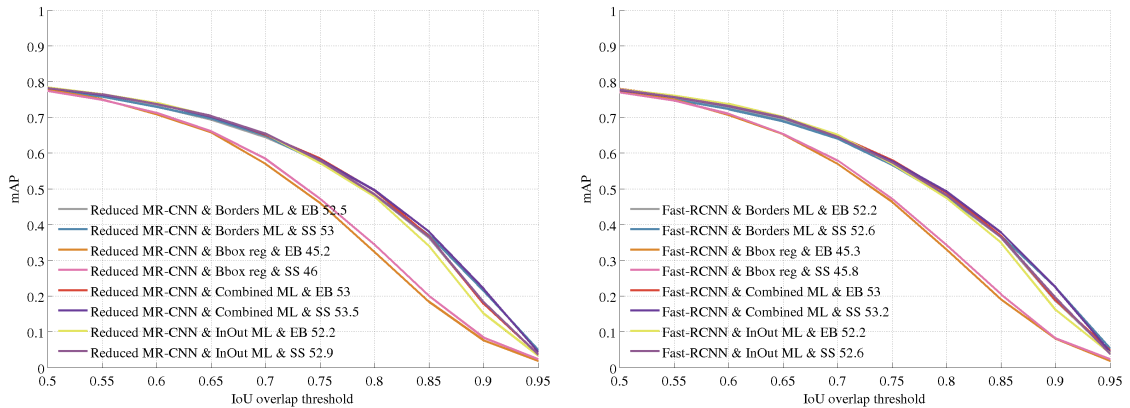 1
0.9
0.8
0.7
0.6
0.5
0.4
0.3
0.2
0.1
0
mAP
Reduced MR-CNN & Borders ML & EB 52.5
Reduced MR-CNN & Borders ML & SS 53
Reduced MR-CNN & Bbox reg & EB 45.2
Reduced MR-CNN & Bbox reg & SS 46
Reduced MR-CNN & Combined ML & EB 53
Reduced MR-CNN & Combined ML & SS 53.5
Reduced MR-CNN & InOut ML & EB 52.2
Reduced MR-CNN & InOut ML & SS 52.9
0.5 0.55 0.6 0.65 0.7 0.75 0.8 0.85 0.9 0.95
IoU overlap threshold
1
0.9
0.8
0.7
0.6
0.5
0.4
0.3
0.2
0.1
0
mAP
Fast-RCNN & Borders ML & EB 52.2
Fast-RCNN & Borders ML & SS 52.6
Fast-RCNN & Bbox reg & EB 45.3
Fast-RCNN & Bbox reg & SS 45.8
Fast-RCNN & Combined ML & EB 53
Fast-RCNN & Combined ML & SS 53.2
Fast-RCNN & InOut ML & EB 52.2
Fast-RCNN & InOut ML & SS 52.6
0.5 0.55 0.6 0.65 0.7 0.75 0.8 0.85 0.9 0.95
IoU overlap threshold